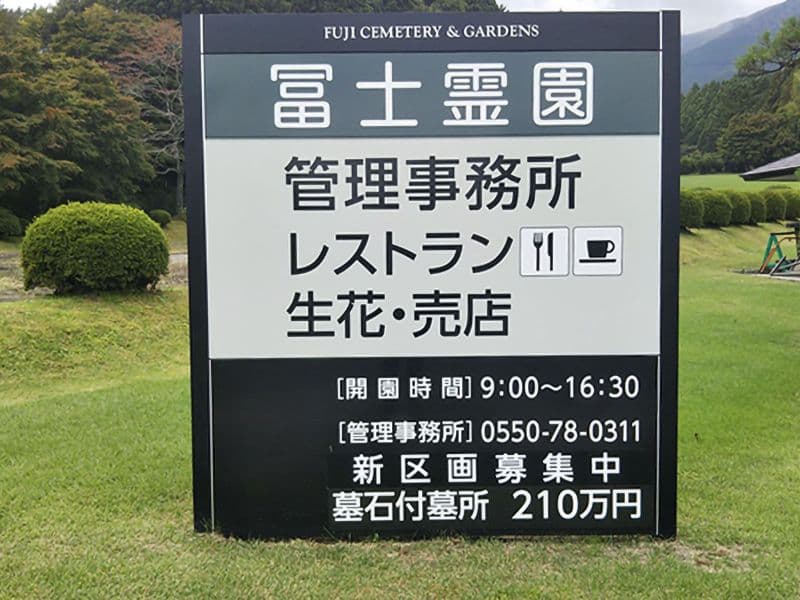 FUJI CEMETERY & GARDENS
冨士霊園
管理事務所
レストラン
生花・売店
[開園時間] 9:00〜16:30
[管理事務所] 0550-78-0311
新区画募集中
墓石付墓所 210万円